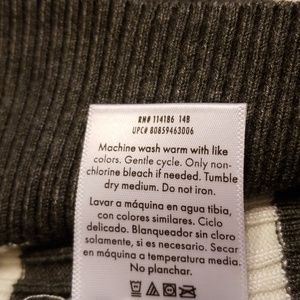 RN# 114186 14B
UPC# 80859463006
Machine wash warm with like
colors. Gentle cycle. Only non-
chlorine bleach if needed. Tumble
dry medium. Do not iron.
Lavar a máquina en agua tibia,
con colores similares. Ciclo
delicado. Blanqueador sin cloro
solamente, si es necesario. Secar
en máquina a temperatura media.
No planchar.